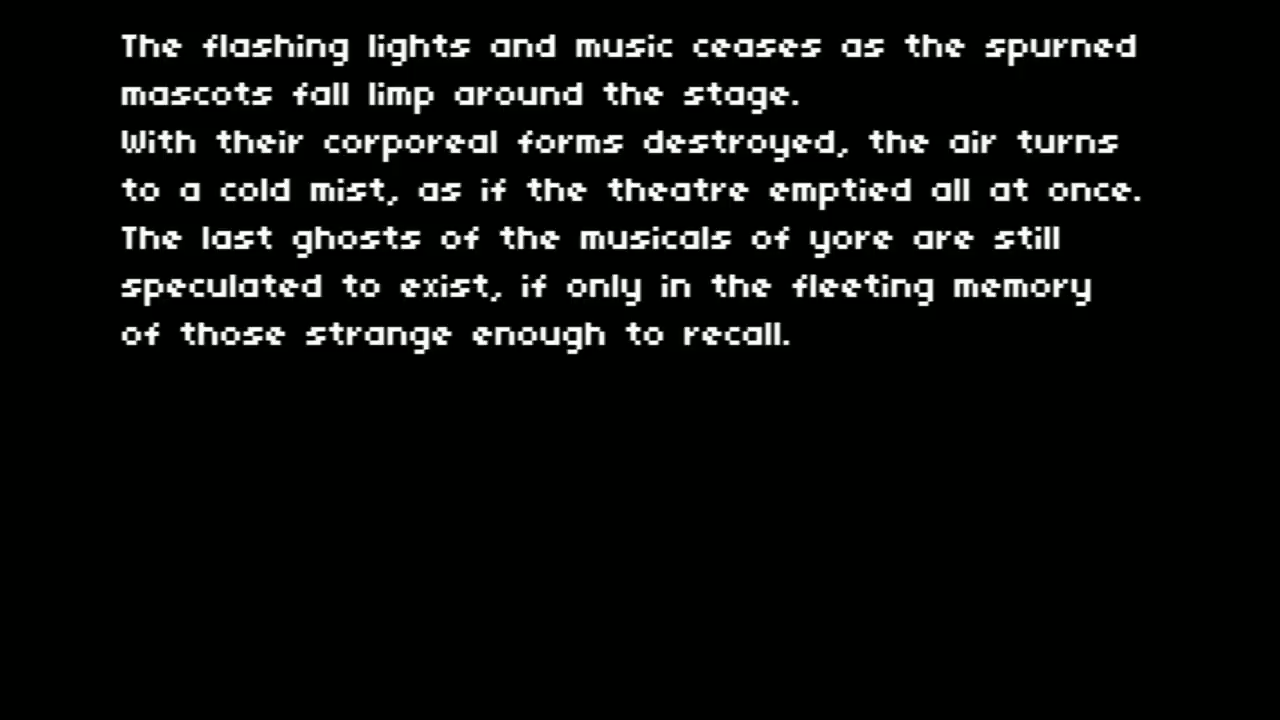 The flashing lights and music ceases as the spurned
mascots fall limp around the stage.
With their corporeal forms destroyed, the air turns
to a cold mist, as if the theatre emptied all at once.
The last ghosts of the musicals of yore are still
speculated to exist, if only in the fleeting memory
of those strange enough to recall.